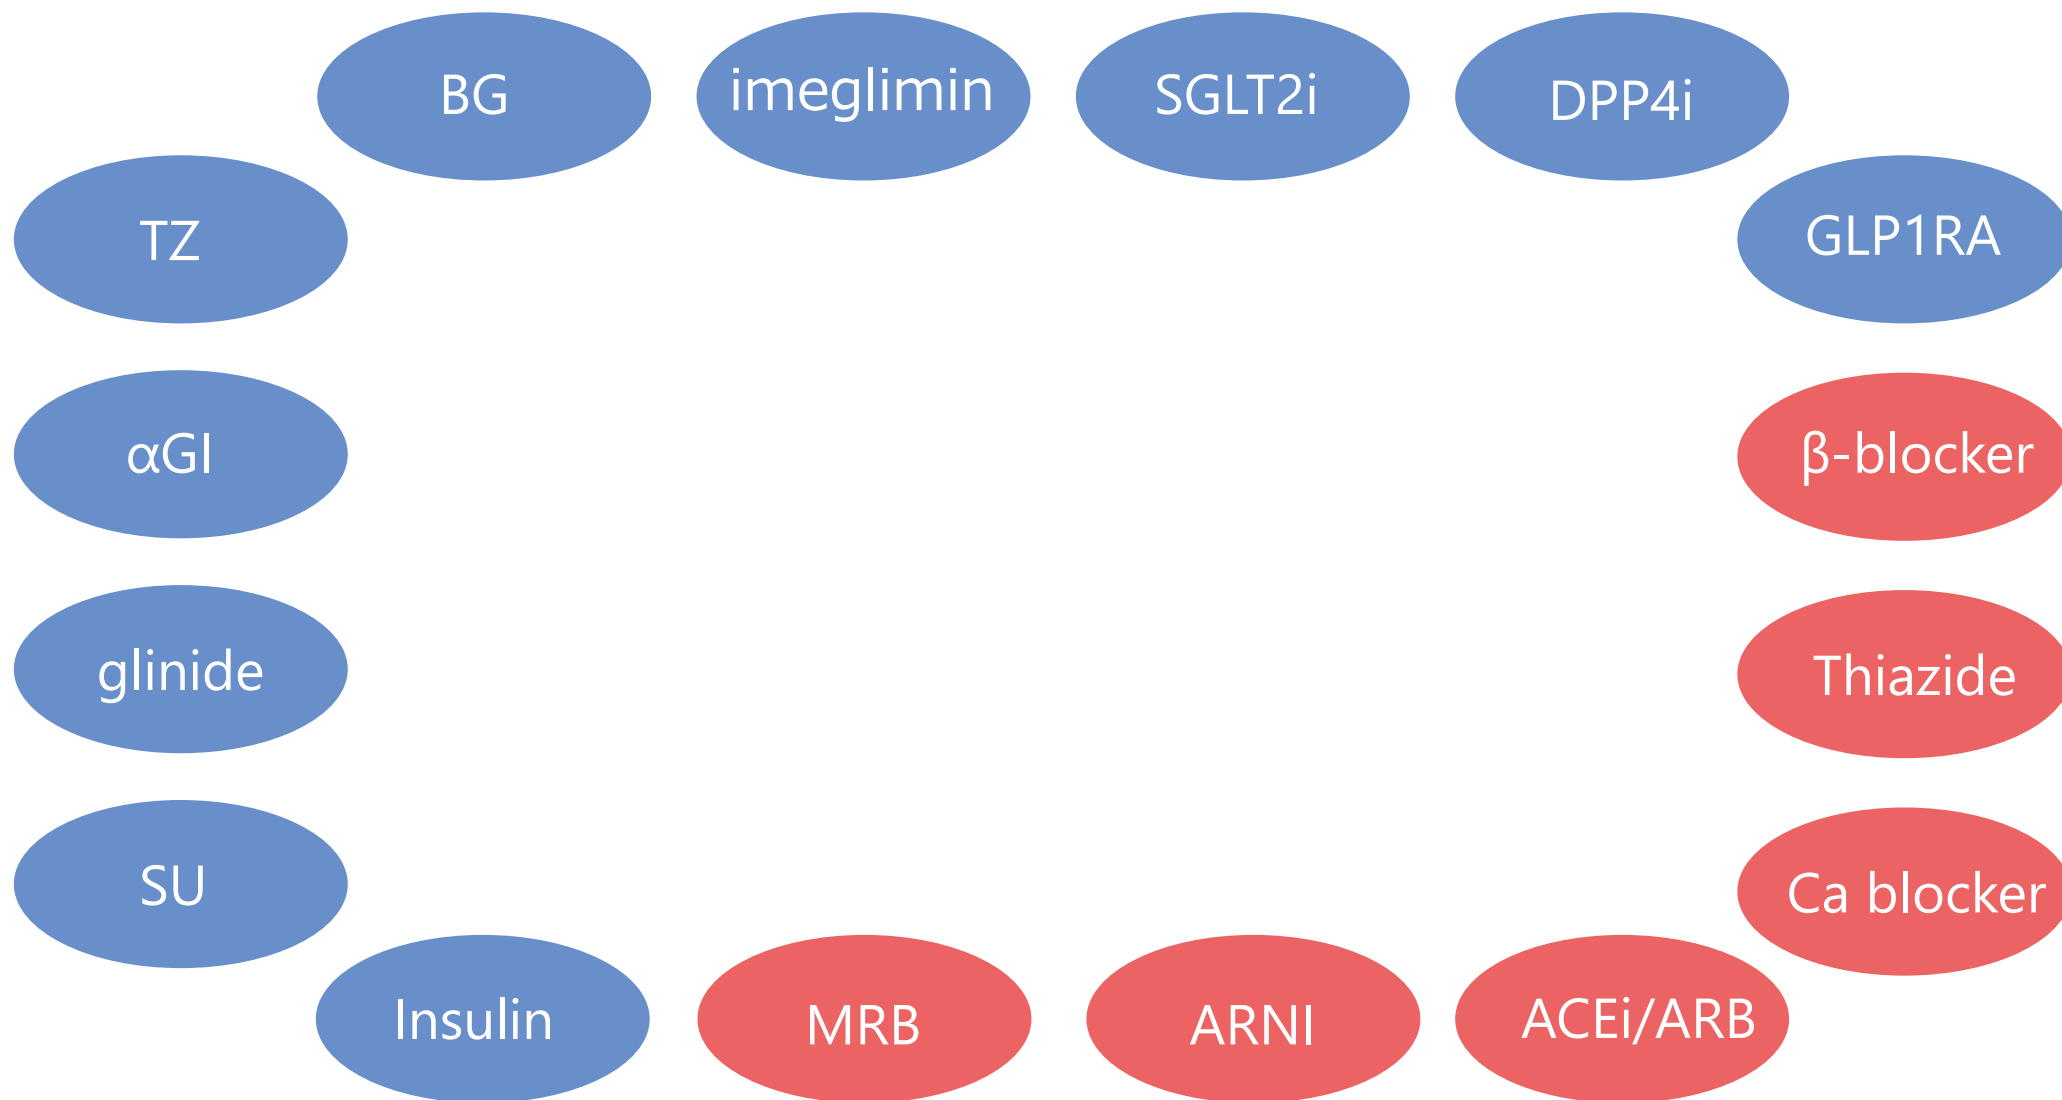 BG
imeglimin
SGLT2i
DPP4i
TZ
GLP1RA
αGI
β-blocker
glinide
Thiazide
SU
Ca blocker
Insulin
MRB
ARNI
ACEi/ARB